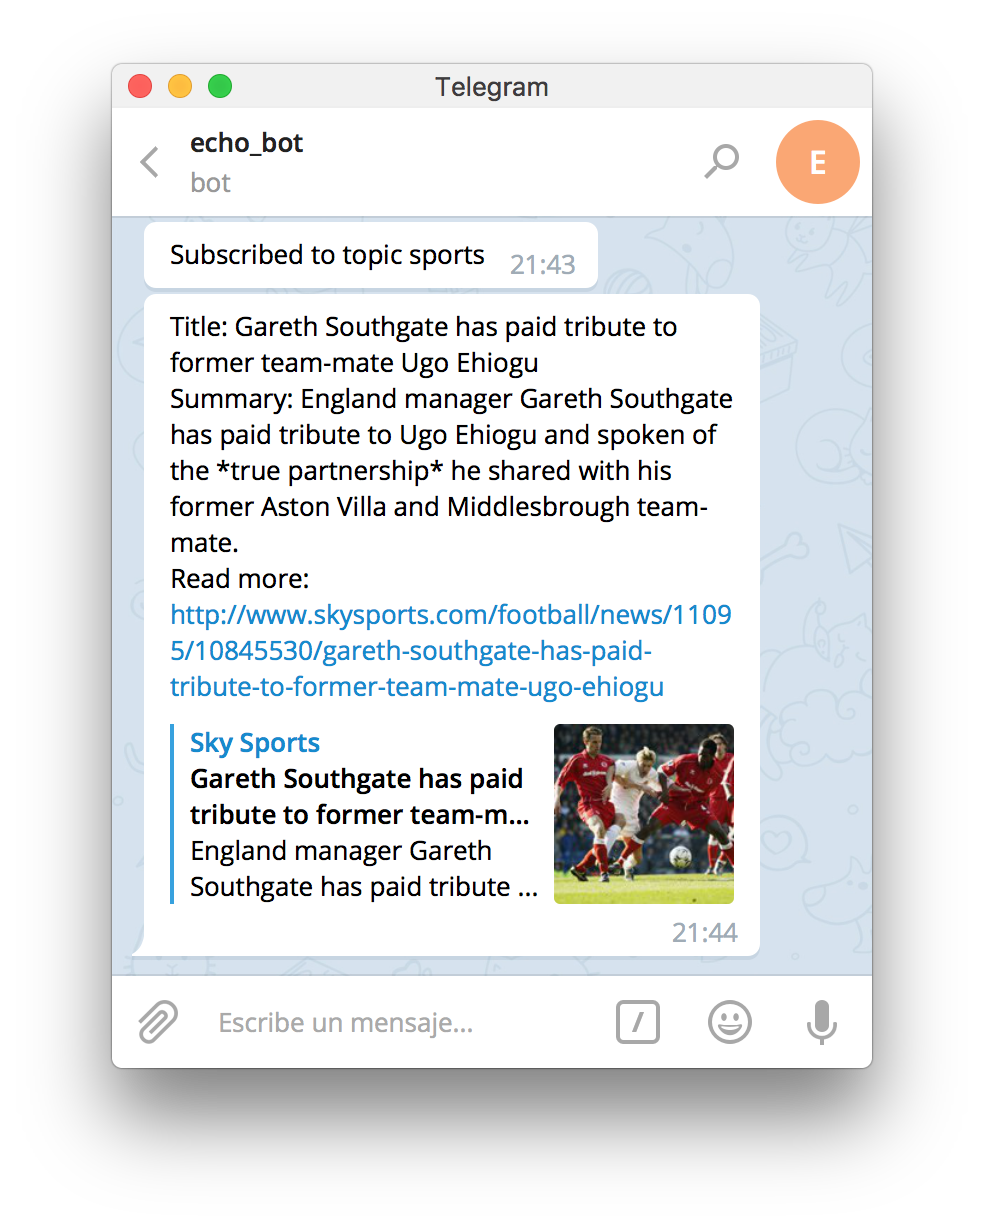 Telegram
echo_bot
bot
E
Subscribed to topic sports
21:43
Title: Gareth Southgate has paid tribute to
former team-mate Ugo Ehiogu
Summary: England manager Gareth Southgate
has paid tribute to Ugo Ehiogu and spoken of
the *true partnership* he shared with his
former Aston Villa and Middlesbrough team-
mate.
Read more:
http://www.skysports.com/football/news/1109
5/10845530/gareth-southgate-has-paid-
tribute-to-former-team-mate-ugo-ehiogu
Sky Sports
Gareth Southgate has paid
tribute to former team-m...
England manager Gareth
Southgate has paid tribute ...
21:44
Escribe un mensaje...
/